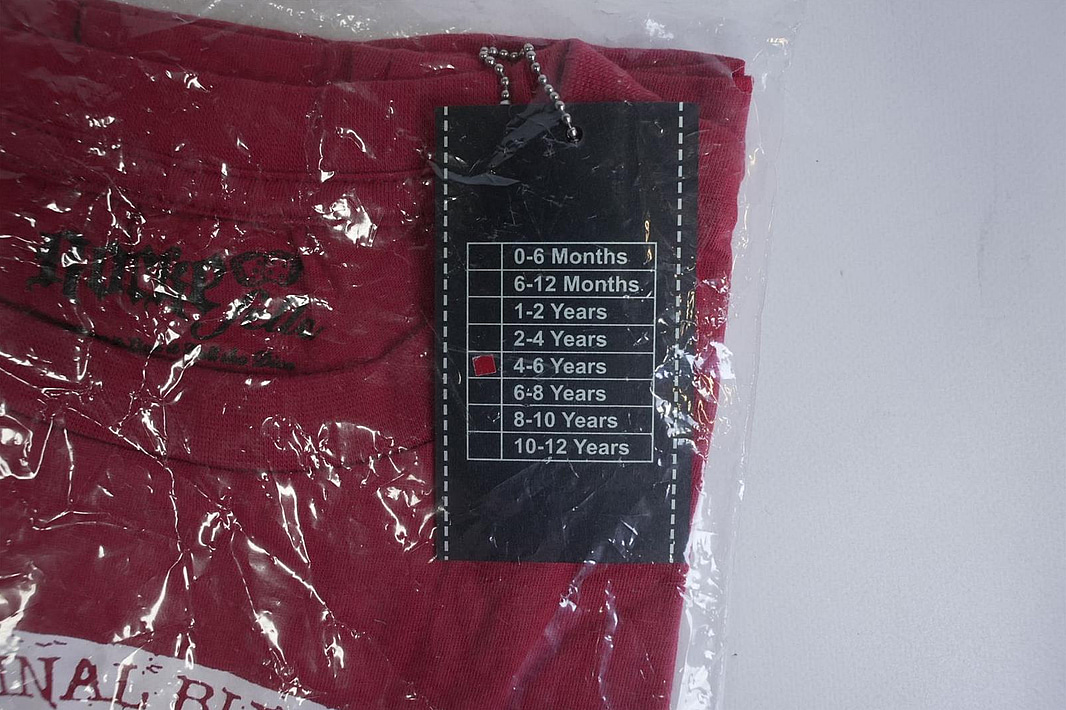 0-6 Months
6-12 Months
1-2 Years
2-4 Years
4-6 Years
6-8 Years
8-10 Years
10-12 Years
INAL